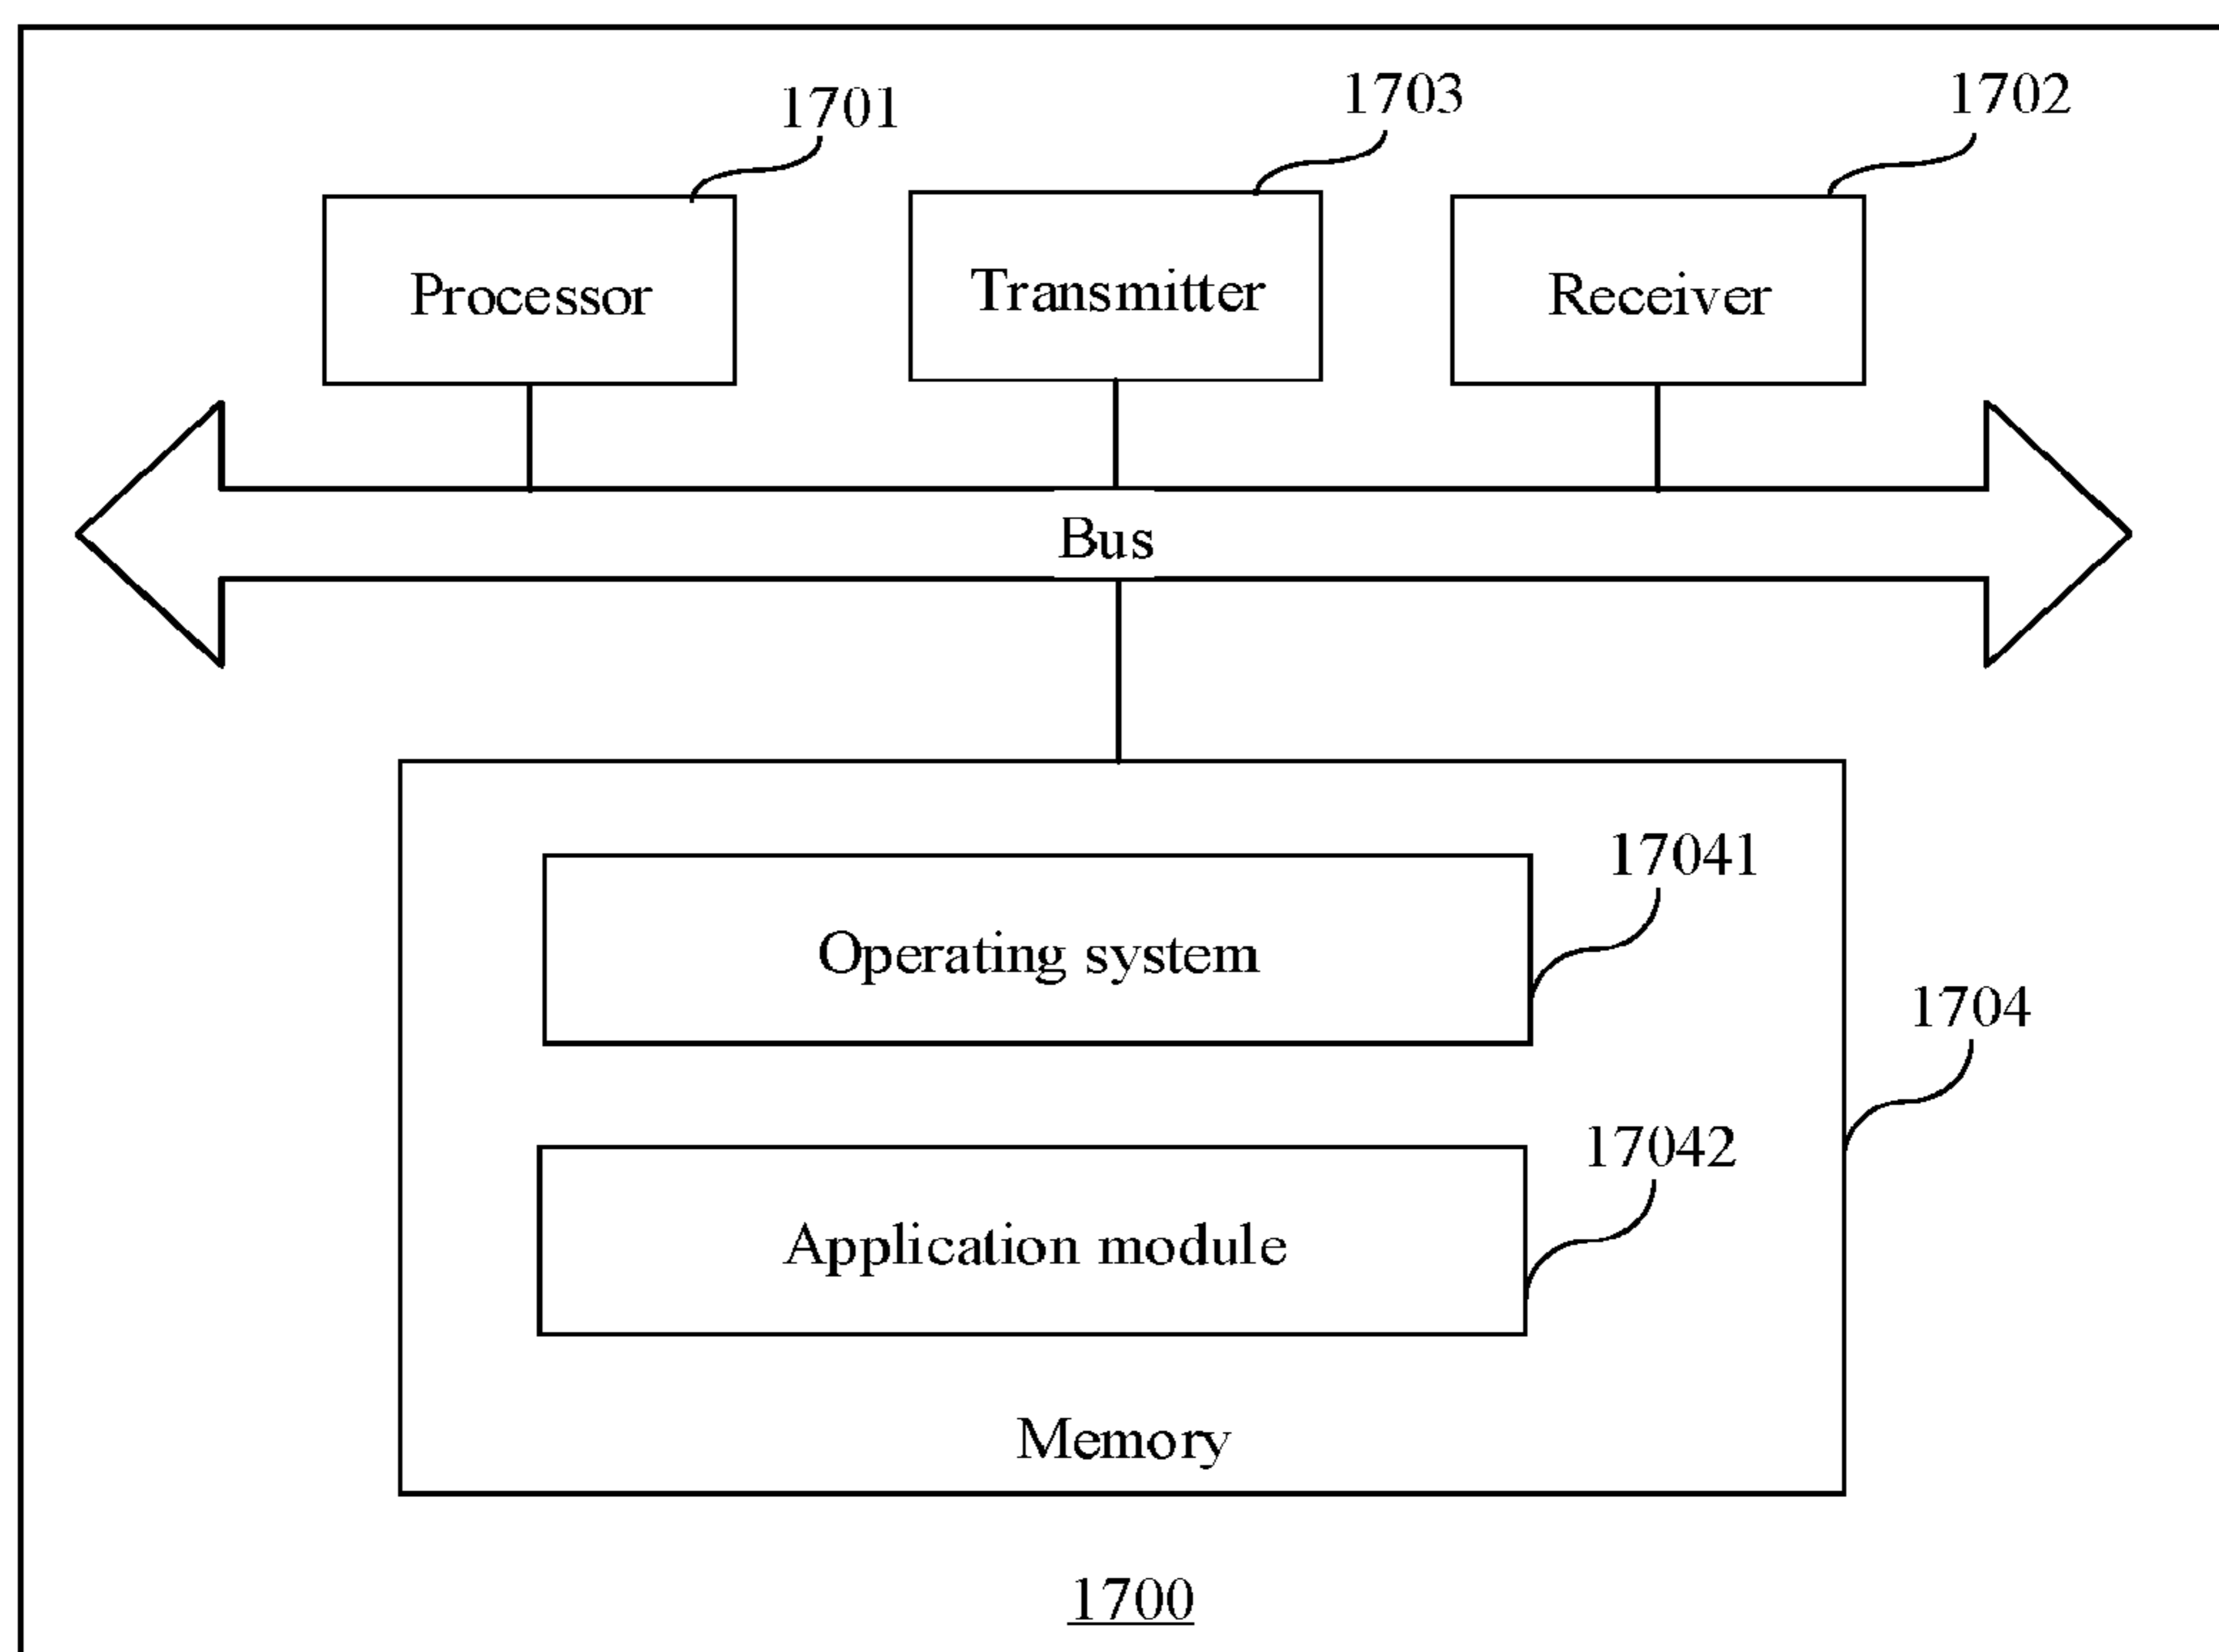 1701
1703
1702
Processor
Transmitter
Receiver
Bus
17041
Operating system
1704
17042
Application module
Memory
1700